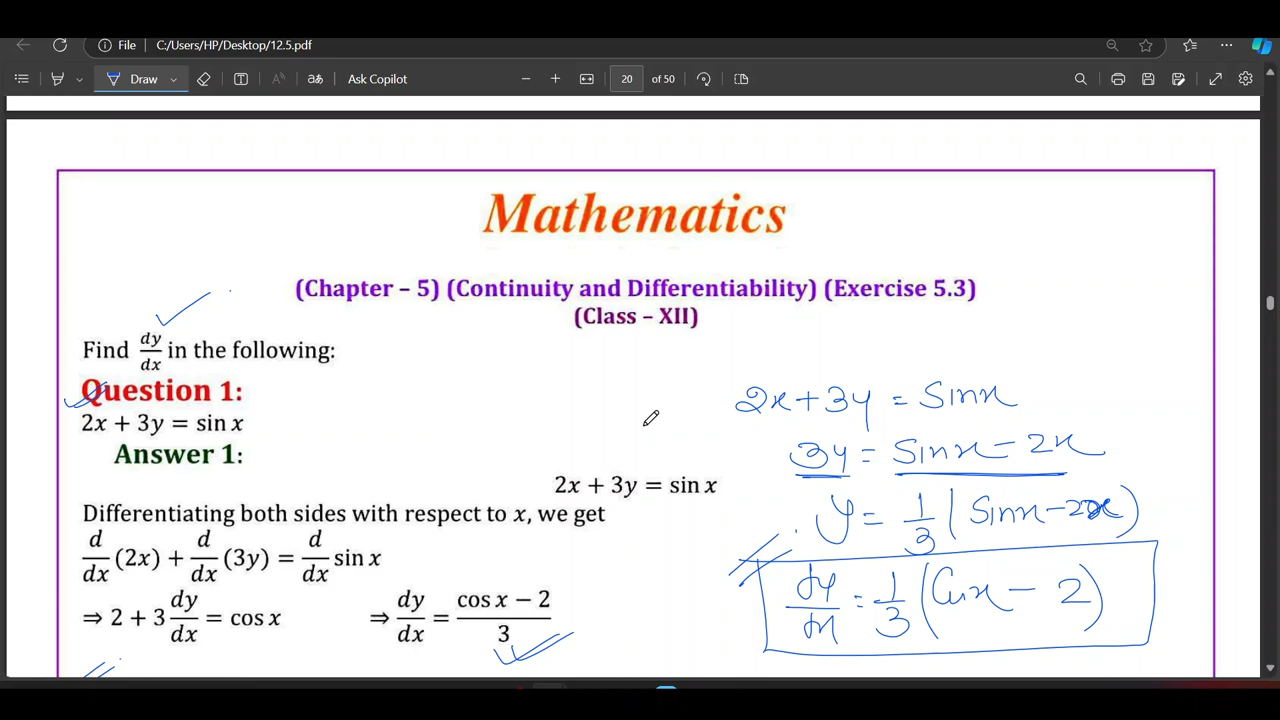 File C:/Users/HP/Desktop/12.5.pdf
Draw Ask Copilot 20 of 50
Mathematics
(Chapter – 5) (Continuity and Differentiability) (Exercise 5.3)
(Class – XII)
Find dy/dx in the following:
Question 1:
2x + 3y = sin x
Answer 1:
2x + 3y = sin x
Differentiating both sides with respect to x, we get
d/dx (2x) + d/dx (3y) = d/dx sin x
⇒ 2 + 3 dy/dx = cos x ⇒ dy/dx = cos x − 2 / 3
2x + 3y = Sinx
3y = Sinx − 2x
y = 1/3 (Sinx − 2x)
dy/dx = 1/3 (Cosx − 2)